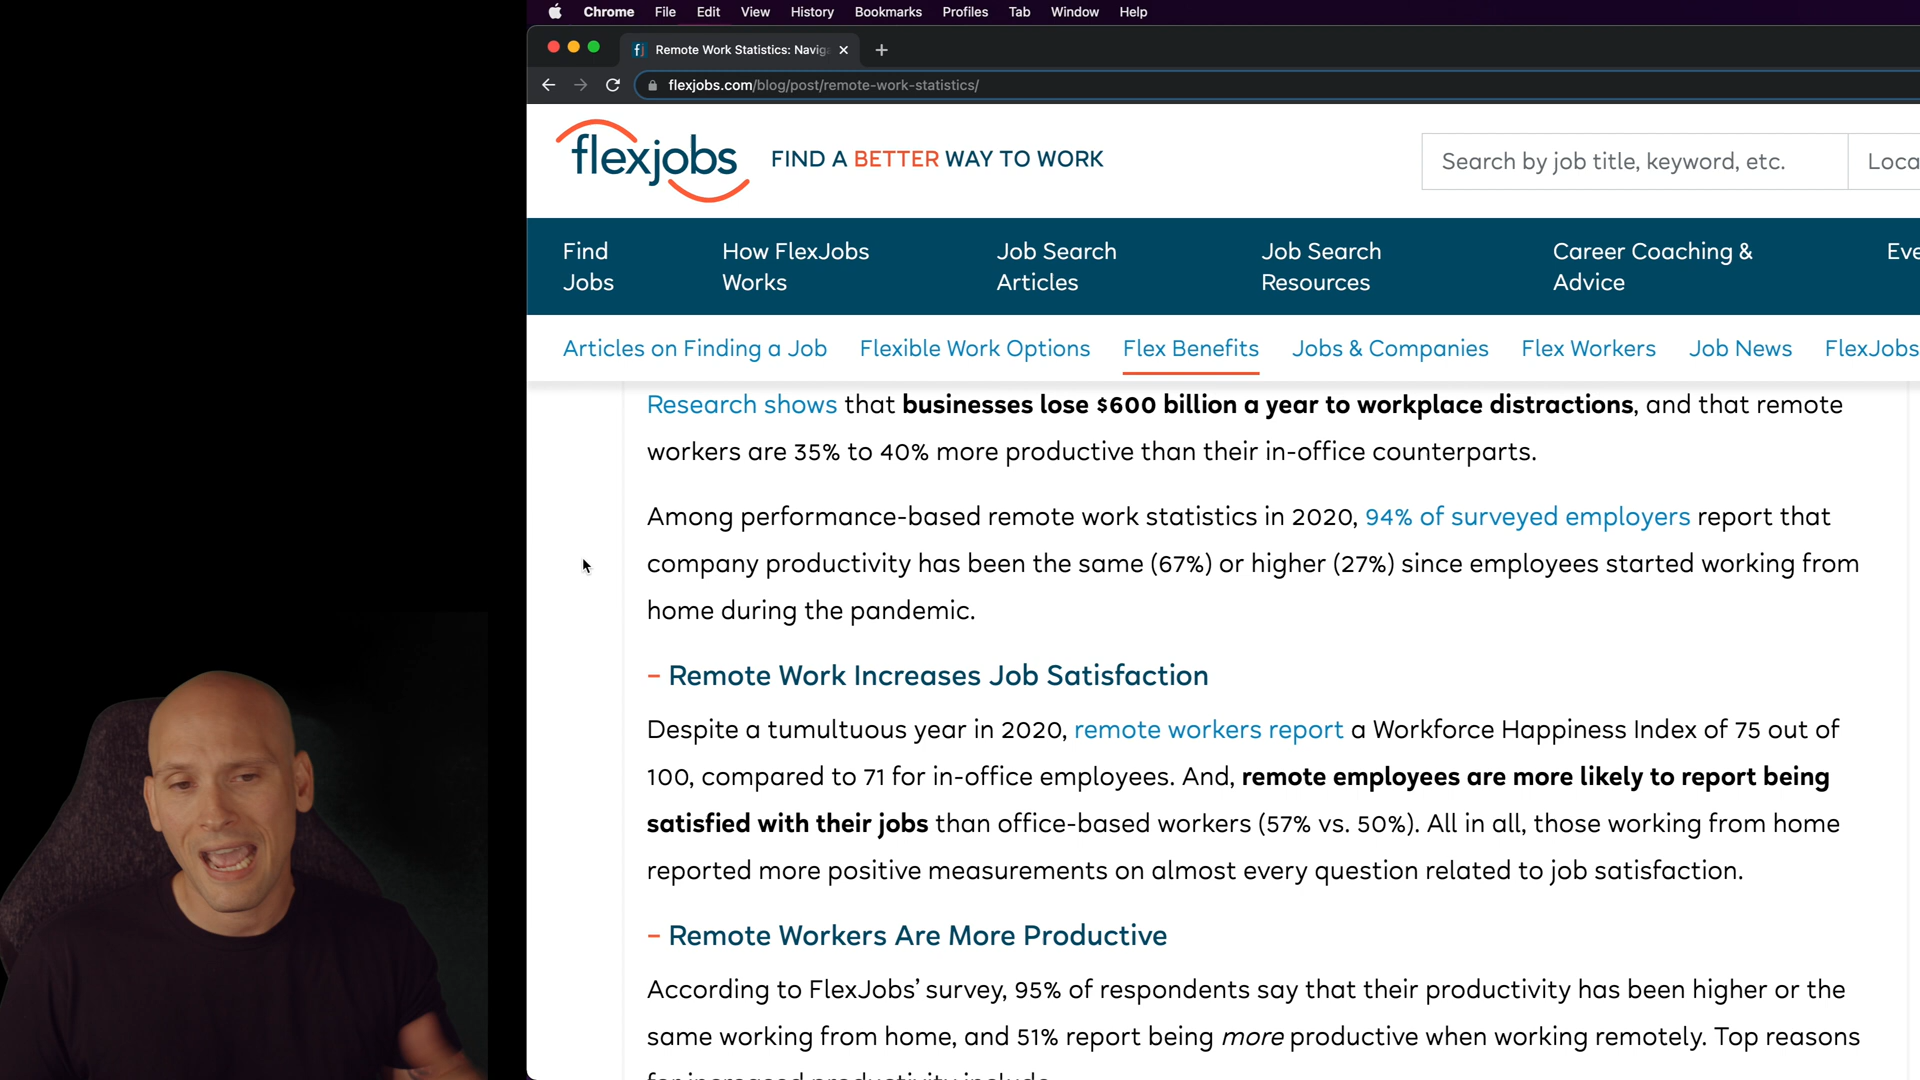 Chrome File Edit View History Bookmarks Profiles Tab Window Help
Remote Work Statistics: Naviga
flexjobs.com/blog/post/remote-work-statistics/
flexjobs FIND A BETTER WAY TO WORK
Search by job title, keyword, etc. Loca
Find Jobs How FlexJobs Works Job Search Articles Job Search Resources Career Coaching & Advice Eve
Articles on Finding a Job Flexible Work Options Flex Benefits Jobs & Companies Flex Workers Job News FlexJobs
Research shows that businesses lose $600 billion a year to workplace distractions, and that remote
workers are 35% to 40% more productive than their in-office counterparts.
Among performance-based remote work statistics in 2020, 94% of surveyed employers report that
company productivity has been the same (67%) or higher (27%) since employees started working from
home during the pandemic.
– Remote Work Increases Job Satisfaction
Despite a tumultuous year in 2020, remote workers report a Workforce Happiness Index of 75 out of
100, compared to 71 for in-office employees. And, remote employees are more likely to report being
satisfied with their jobs than office-based workers (57% vs. 50%). All in all, those working from home
reported more positive measurements on almost every question related to job satisfaction.
– Remote Workers Are More Productive
According to FlexJobs’ survey, 95% of respondents say that their productivity has been higher or the
same working from home, and 51% report being more productive when working remotely. Top reasons
for increased productivity include